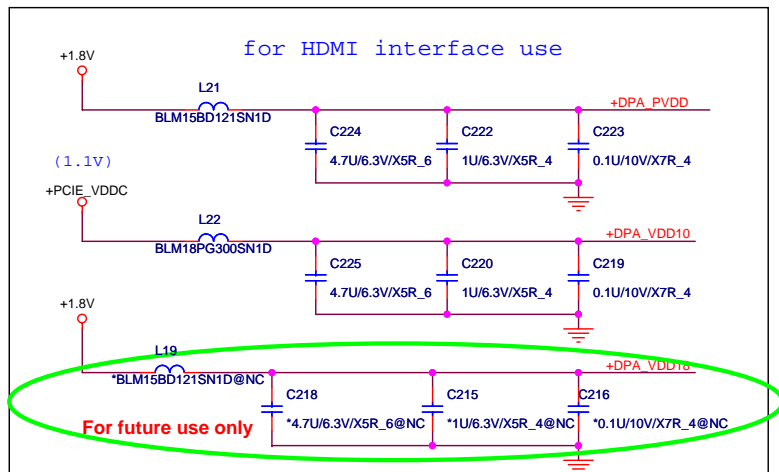 for HDMI interface use
+1.8V
L21
BLM15BD121SN1D
+DPA_PVDD
C224
4.7U/6.3V/X5R_6
C222
1U/6.3V/X5R_4
C223
0.1U/10V/X7R_4
(1.1V)
+PCIE_VDDC
L22
BLM18PG300SN1D
+DPA_VDD10
C225
4.7U/6.3V/X5R_6
C220
1U/6.3V/X5R_4
C219
0.1U/10V/X7R_4
+1.8V
L19
*BLM15BD121SN1D@NC
+DPA_VDD18
C218
*4.7U/6.3V/X5R_6@NC
C215
*1U/6.3V/X5R_4@NC
C216
*0.1U/10V/X7R_4@NC
For future use only